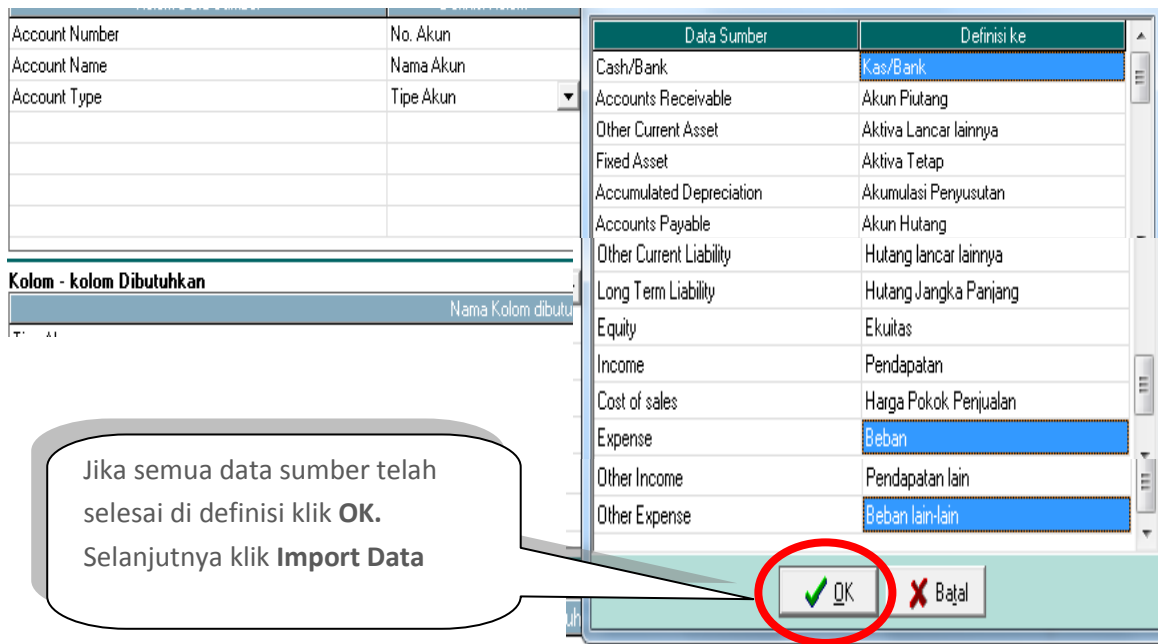 Account Number No. Akun
Account Name Nama Akun
Account Type Tipe Akun
Kolom - kolom Dibutuhkan
Nama Kolom dibutu
Data Sumber Definisi ke
Cash/Bank Kas/Bank
Accounts Receivable Akun Piutang
Other Current Asset Aktiva Lancar lainnya
Fixed Asset Aktiva Tetap
Accumulated Depreciation Akumulasi Penyusutan
Accounts Payable Akun Hutang
Other Current Liability Hutang lancar lainnya
Long Term Liability Hutang Jangka Panjang
Equity Ekuitas
Income Pendapatan
Cost of sales Harga Pokok Penjualan
Expense Beban
Other Income Pendapatan lain
Other Expense Beban lain-lain
OK Batal
Jika semua data sumber telah
selesai di definisi klik OK.
Selanjutnya klik Import Data